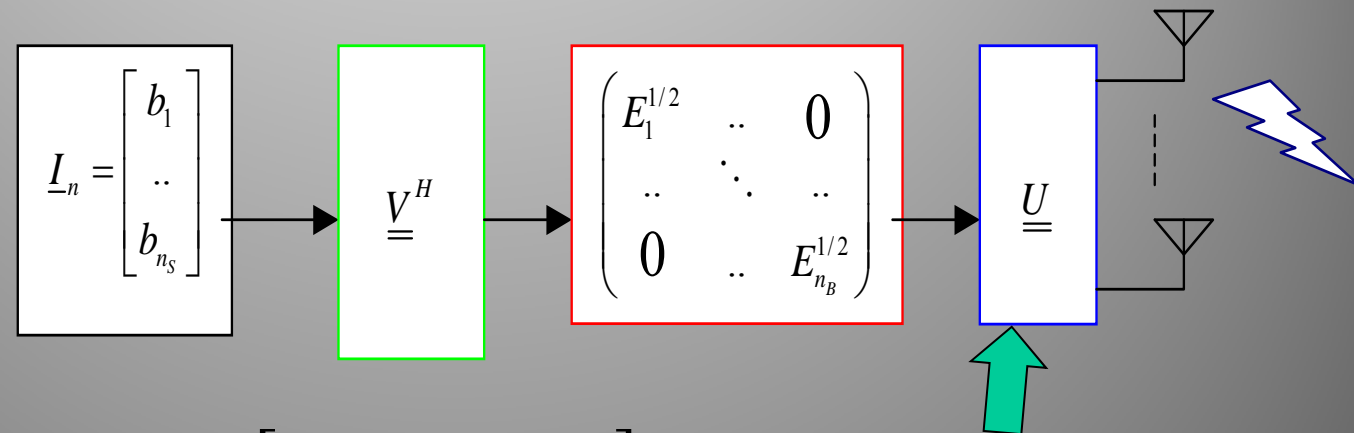 I_n = [b_1 .. b_{n_S}]
V^H
(E_1^{1/2} .. 0
.. ⋱ ..
0 .. E_{n_B}^{1/2})
U